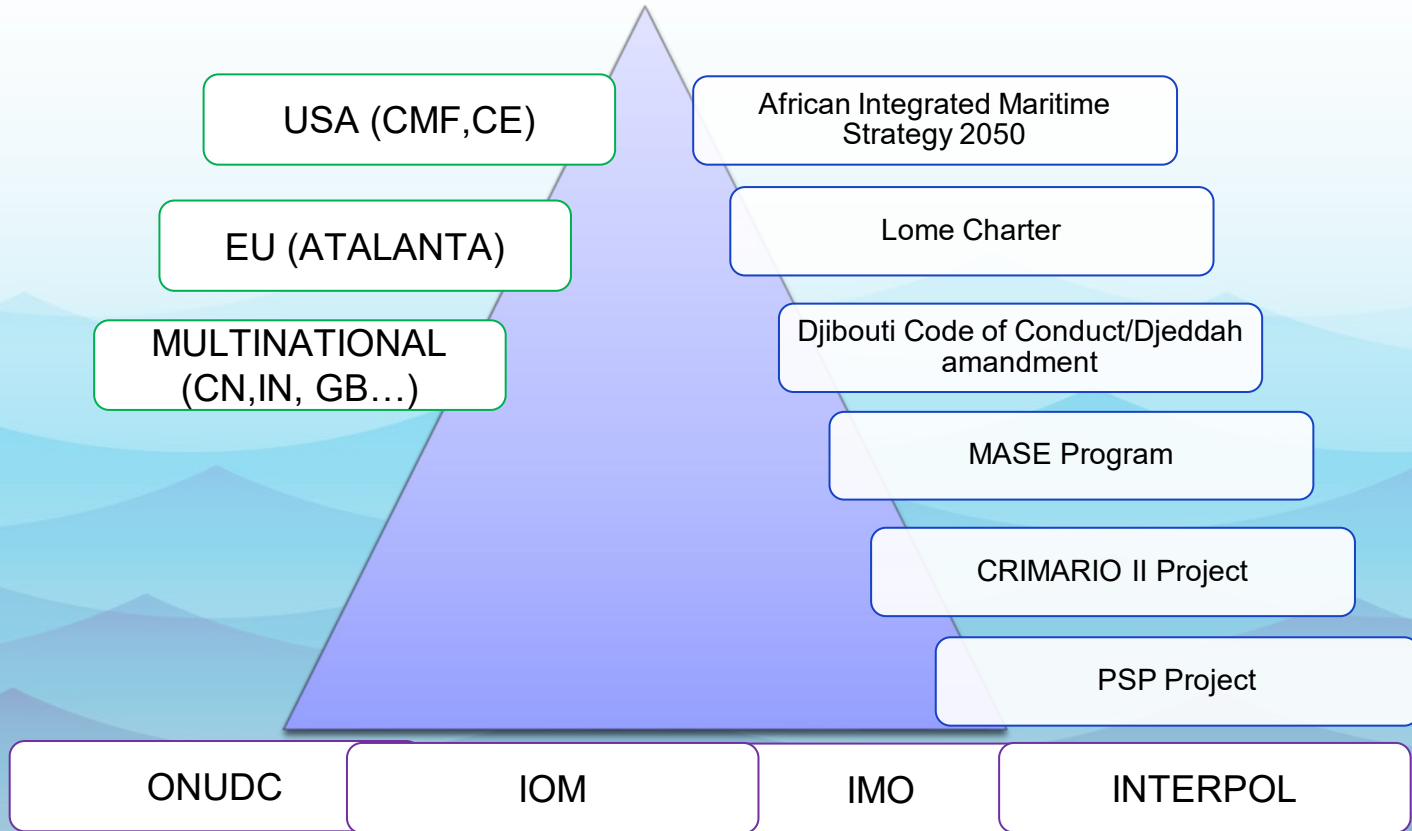 USA (CMF,CE)
EU (ATALANTA)
MULTINATIONAL
(CN,IN, GB…)
African Integrated Maritime
Strategy 2050
Lome Charter
Djibouti Code of Conduct/Djeddah
amandment
MASE Program
CRIMARIO II Project
PSP Project
ONUDC
IOM
IMO
INTERPOL